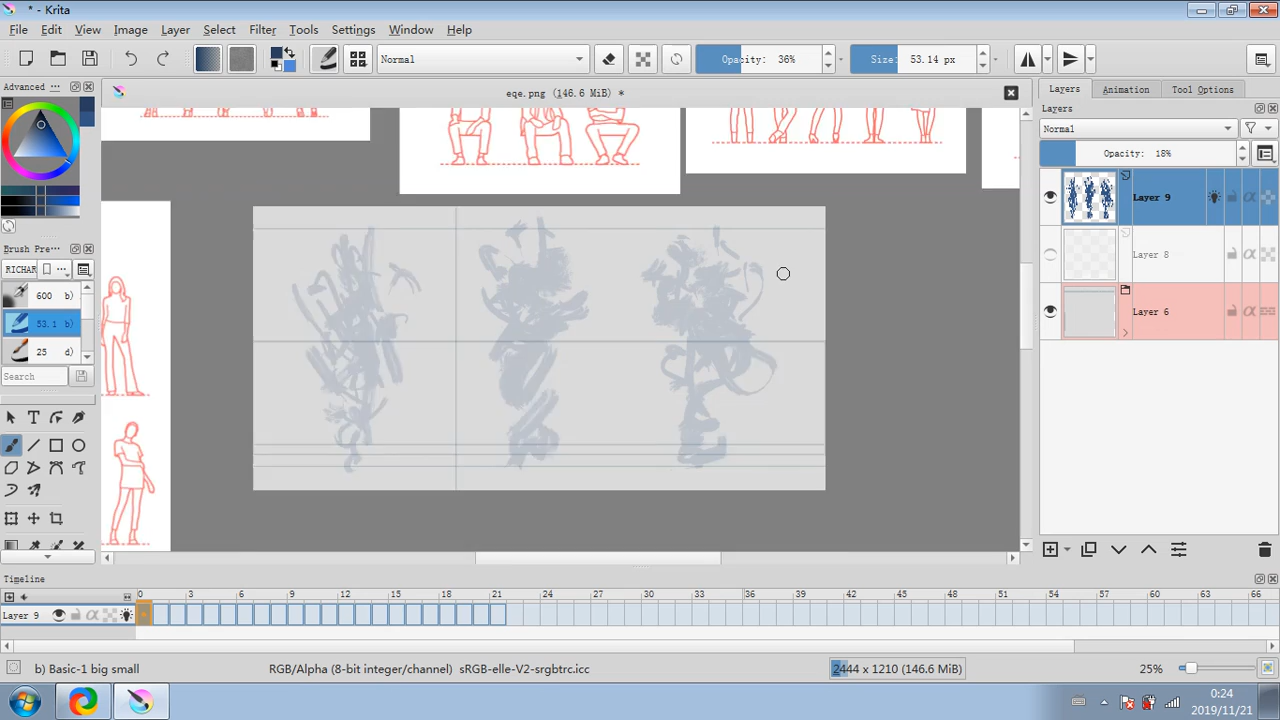 * - Krita
File Edit View Image Layer Select Filter Tools Settings Window Help
Normal
Opacity: 36%
Size: 53.14 px
Advanced ...
eqe.png (146.6 MiB) *
Layers Animation Tool Options
Layers
Normal
Opacity: 18%
Layer 9
Layer 8
Layer 6
Brush Pre...
RICHAR
600 b)
53.1 b)
25 d)
Search
Timeline
0 3 6 9 12 15 18 21 24 27 30 33 36 39 42 45 48 51 54 57 60 63 66
Layer 9
b) Basic-1 big small
RGB/Alpha (8-bit integer/channel) sRGB-elle-V2-srgbtrc.icc
2444 x 1210 (146.6 MiB)
25%
0:24
2019/11/21